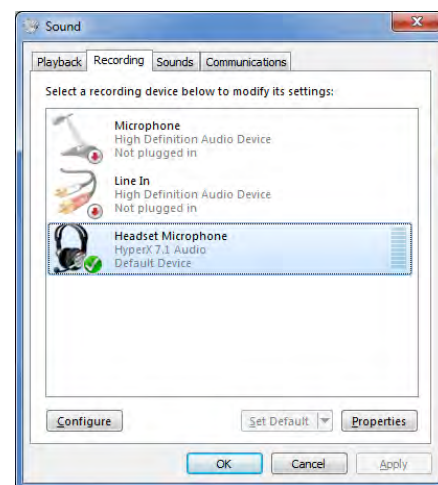 Sound
Playback Recording Sounds Communications
Select a recording device below to modify its settings:
Microphone
High Definition Audio Device
Not plugged in
Line In
High Definition Audio Device
Not plugged in
Headset Microphone
HyperX 7.1 Audio
Default Device
Configure Set Default Properties
OK Cancel Apply